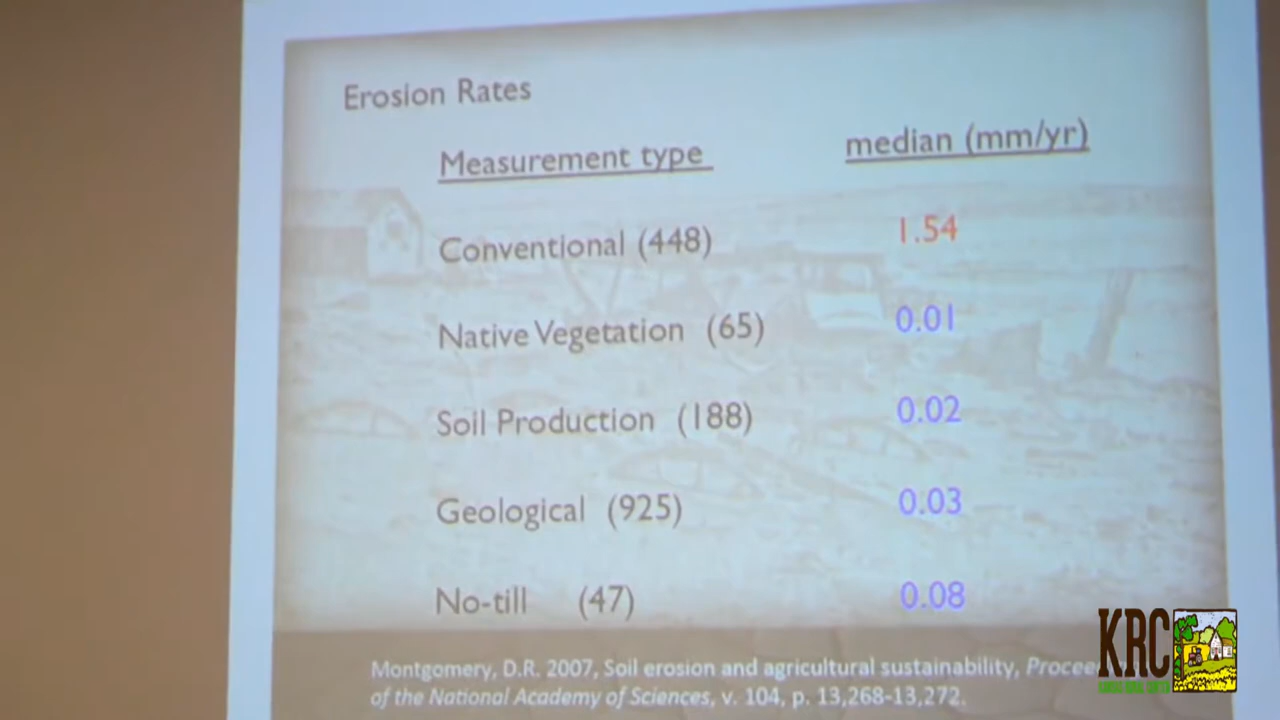 Erosion Rates
Measurement type median (mm/yr)
Conventional (448) 1.54
Native Vegetation (65) 0.01
Soil Production (188) 0.02
Geological (925) 0.03
No-till (47) 0.08
Montgomery, D.R. 2007, Soil erosion and agricultural sustainability,
of the National Academy of Sciences, v. 104, p. 13,268-13,272.
KRC